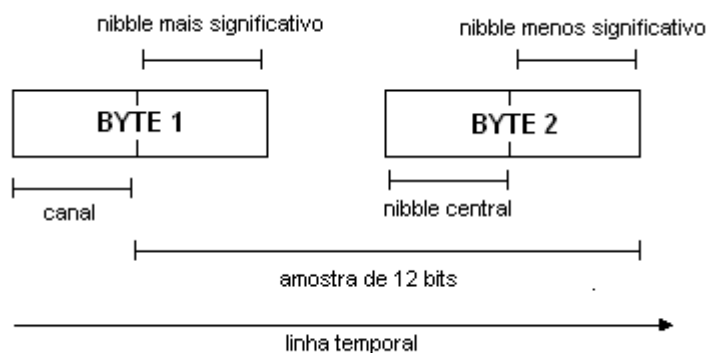 nibble mais significativo
nibble menos significativo
BYTE 1
BYTE 2
canal
nibble central
amostra de 12 bits
linha temporal